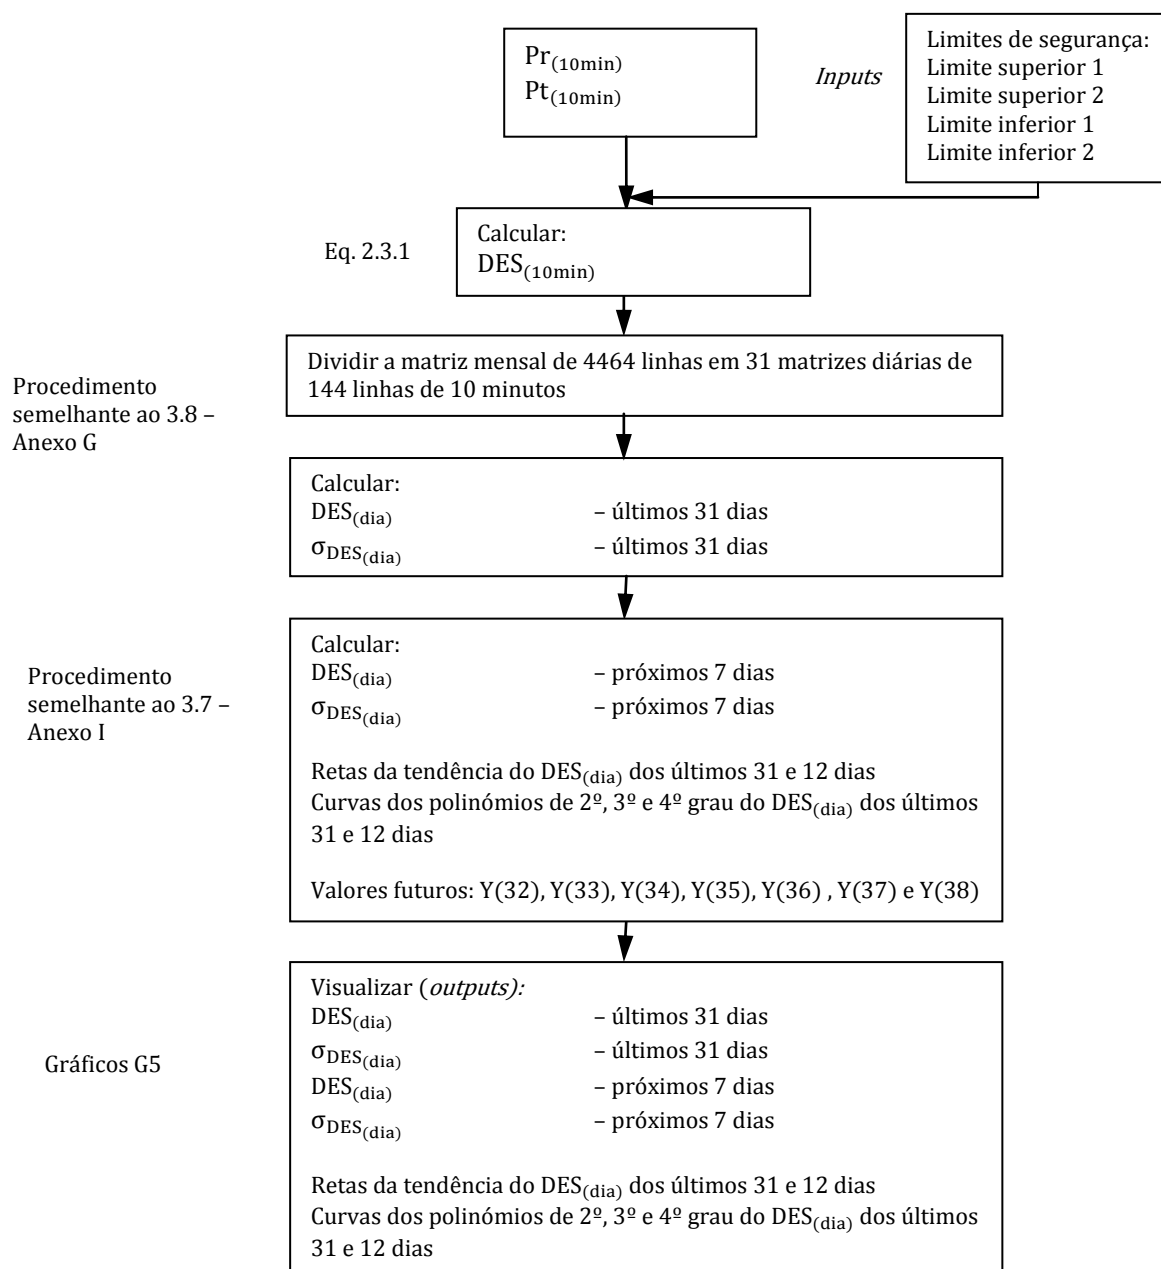 Pr(10min)
Pt(10min)
Inputs
Limites de segurança:
Limite superior 1
Limite superior 2
Limite inferior 1
Limite inferior 2
Eq. 2.3.1
Calcular:
DES(10min)
Procedimento
semelhante ao 3.8 –
Anexo G
Dividir a matriz mensal de 4464 linhas em 31 matrizes diárias de
144 linhas de 10 minutos
Calcular:
DES(dia) – últimos 31 dias
σDES(dia) – últimos 31 dias
Procedimento
semelhante ao 3.7 –
Anexo I
Calcular:
DES(dia) – próximos 7 dias
σDES(dia) – próximos 7 dias
Retas da tendência do DES(dia) dos últimos 31 e 12 dias
Curvas dos polinómios de 2º, 3º e 4º grau do DES(dia) dos últimos
31 e 12 dias
Valores futuros: Y(32), Y(33), Y(34), Y(35), Y(36) , Y(37) e Y(38)
Gráficos G5
Visualizar (outputs):
DES(dia) – últimos 31 dias
σDES(dia) – últimos 31 dias
DES(dia) – próximos 7 dias
σDES(dia) – próximos 7 dias
Retas da tendência do DES(dia) dos últimos 31 e 12 dias
Curvas dos polinómios de 2º, 3º e 4º grau do DES(dia) dos últimos
31 e 12 dias